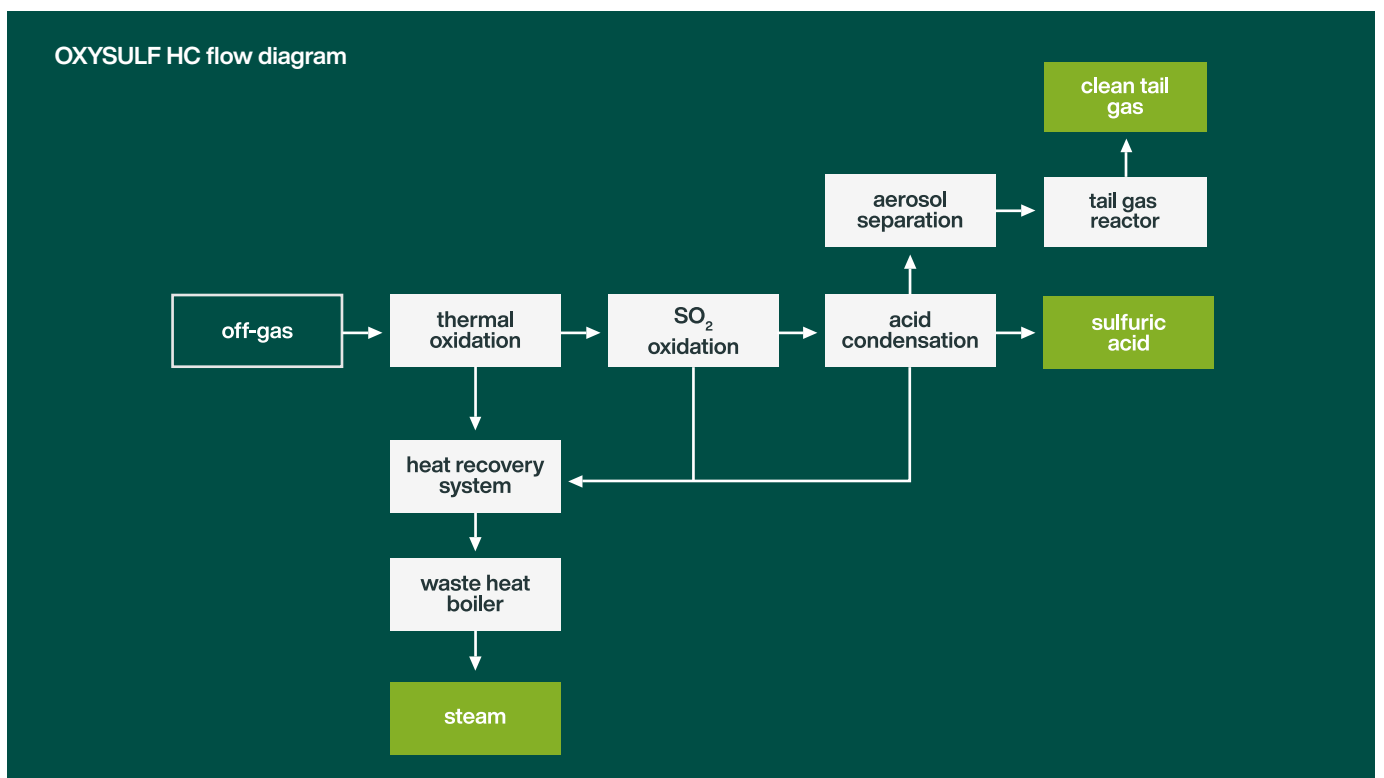 OXYSULF HC flow diagram
clean tail
gas
aerosol
separation
tail gas
reactor
off-gas
thermal
oxidation
SO₂
oxidation
acid
condensation
sulfuric
acid
heat recovery
system
waste heat
boiler
steam